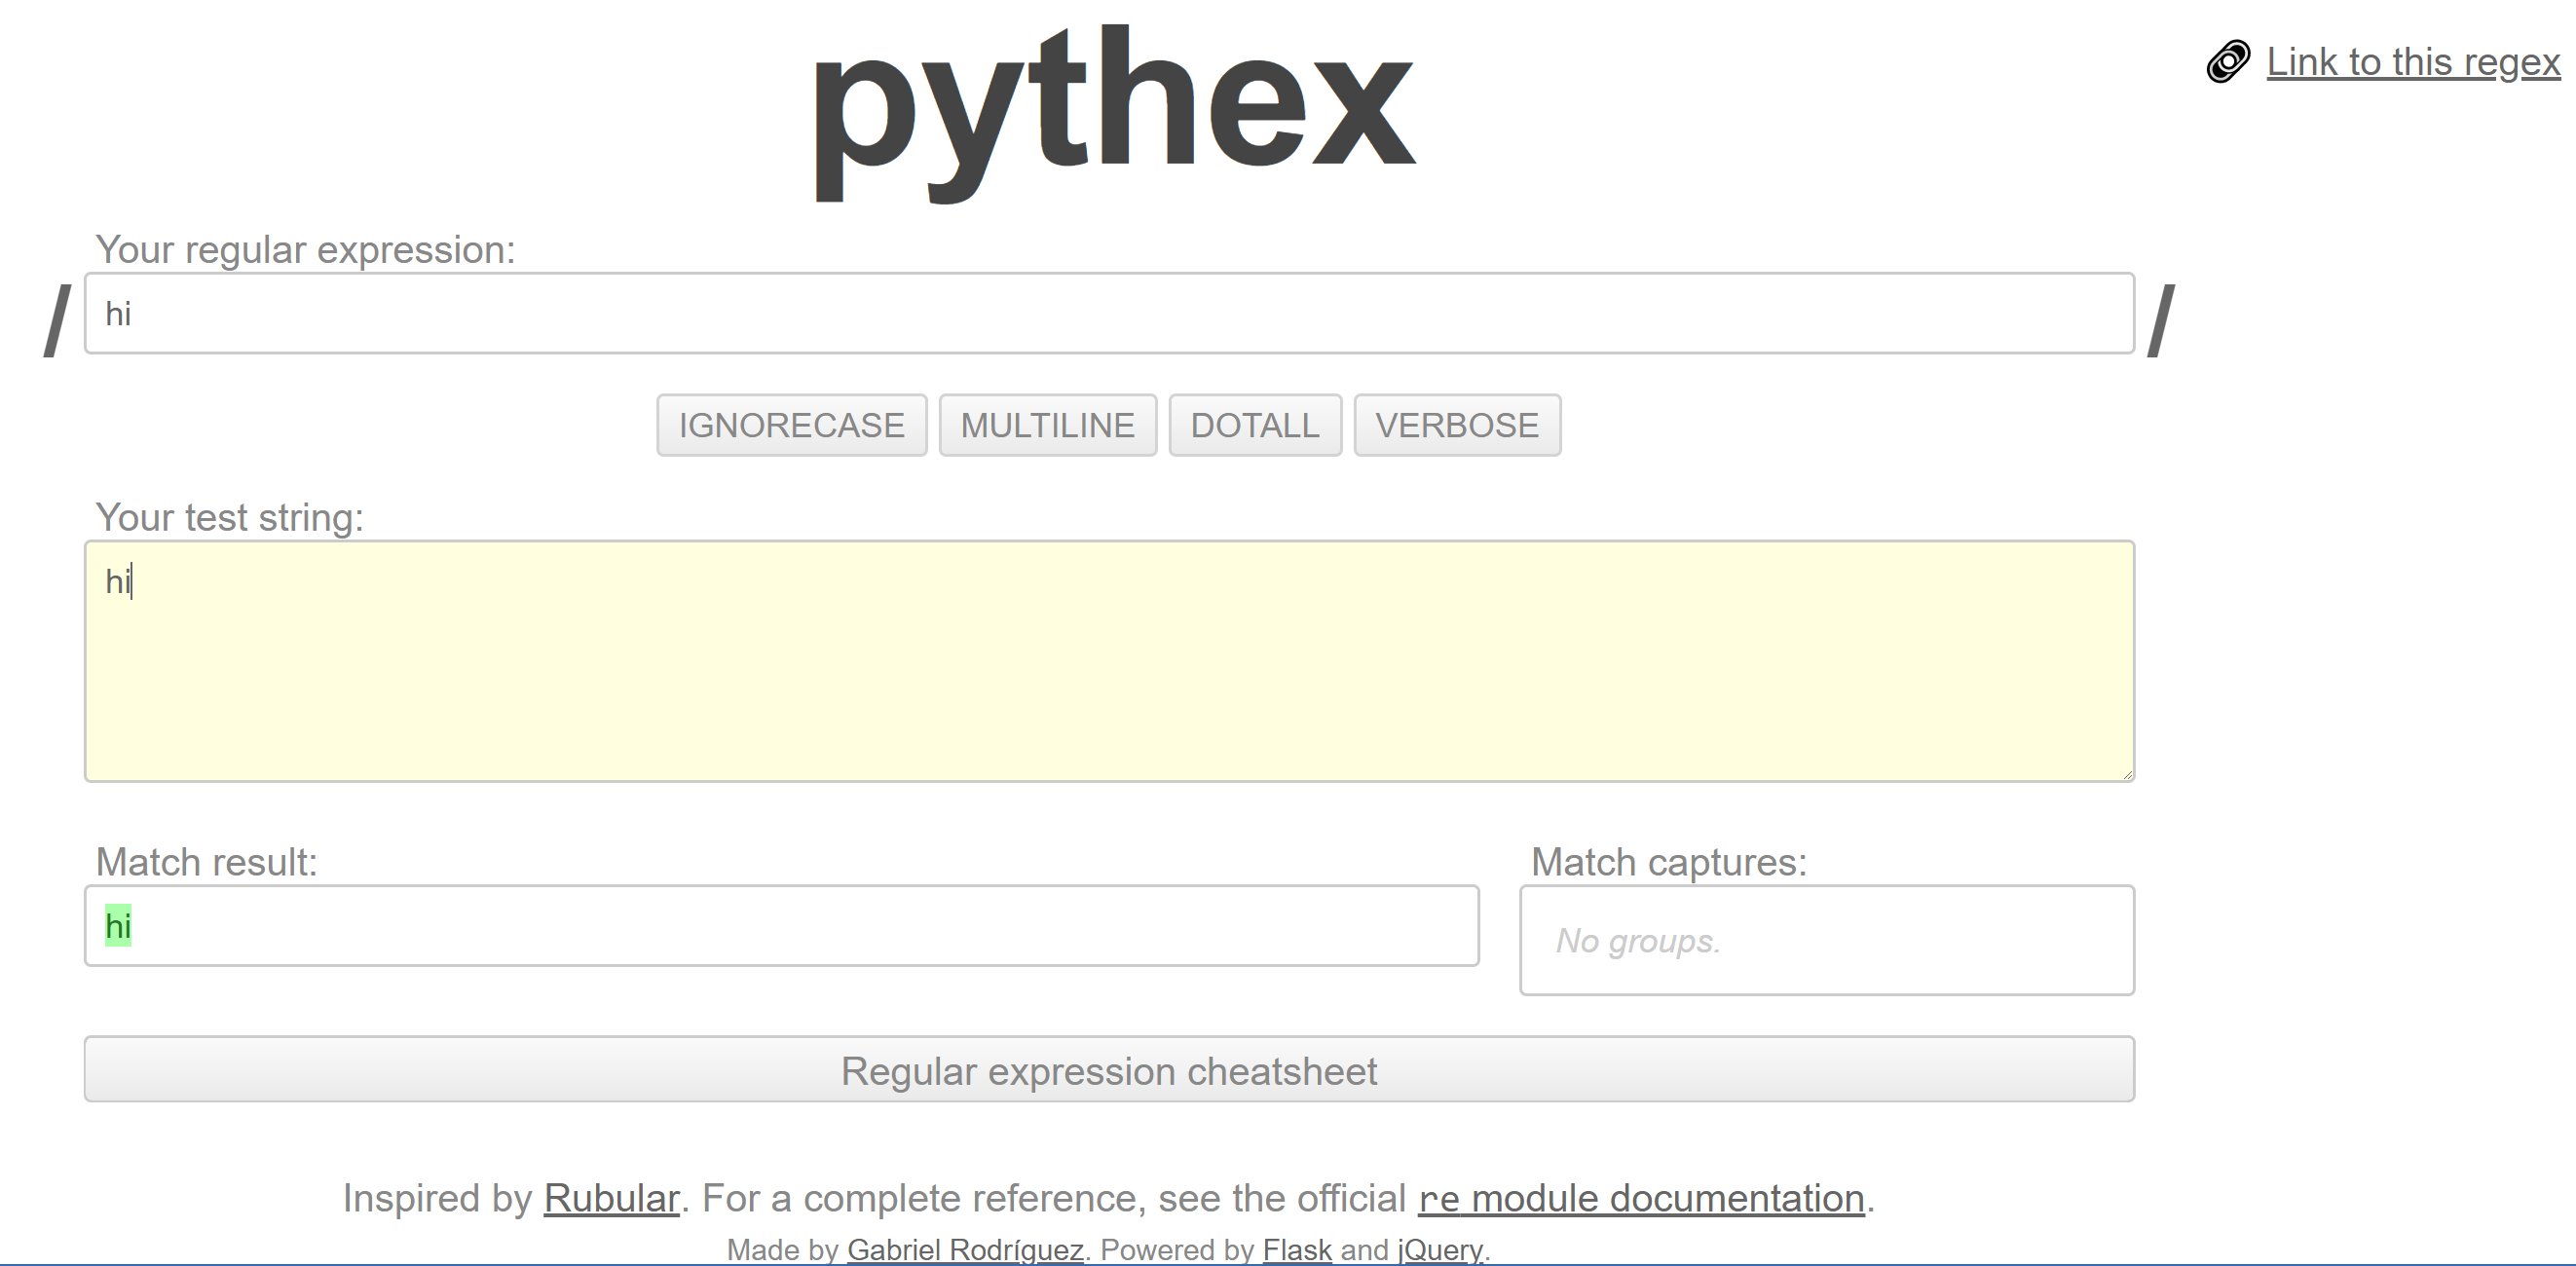 pythex
Link to this regex
Your regular expression:
/ hi /
IGNORECASE MULTILINE DOTALL VERBOSE
Your test string:
hi
Match result:
Match captures:
hi
No groups.
Regular expression cheatsheet
Inspired by Rubular. For a complete reference, see the official re module documentation.
Made by Gabriel Rodríguez. Powered by Flask and jQuery.